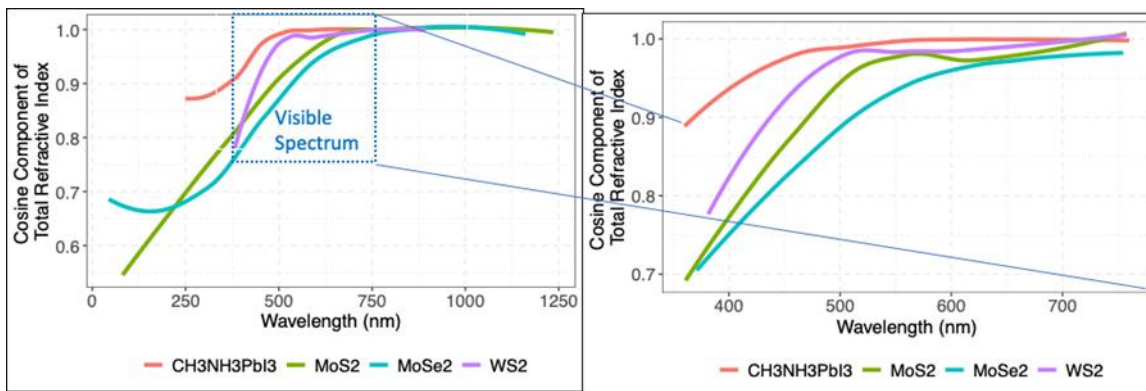 Cosine Component of
Total Refractive Index
1.0
0.9
0.8
0.7
0.6
Visible
Spectrum
0 250 500 750 1000 1250
Wavelength (nm)
CH3NH3PbI3 MoS2 MoSe2 WS2
Cosine Component of
Total Refractive Index
1.0
0.9
0.8
0.7
400 500 600 700
Wavelength (nm)
CH3NH3PbI3 MoS2 MoSe2 WS2